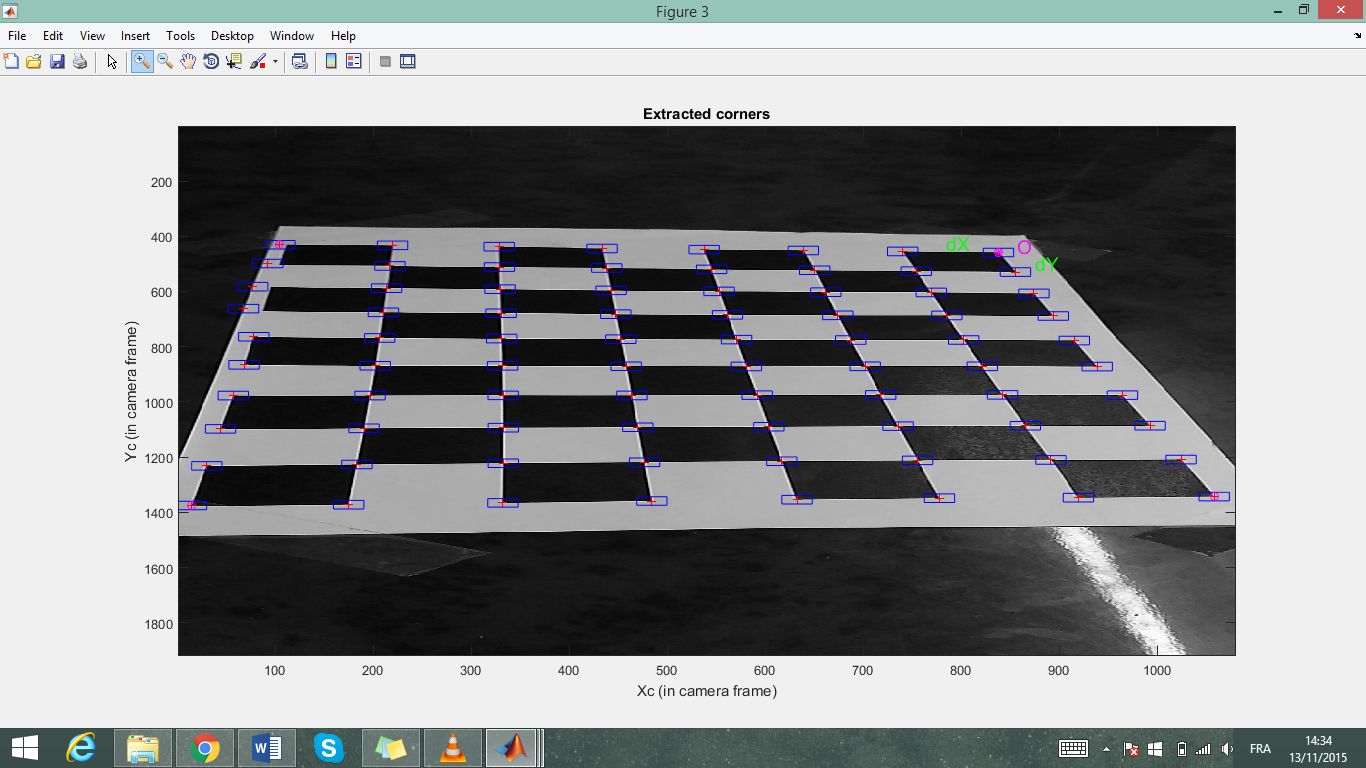 Figure 3
File Edit View Insert Tools Desktop Window Help
Extracted corners
200
400
600
800
1000
1200
1400
1600
1800
Yc (in camera frame)
dX
O
dY
100 200 300 400 500 600 700 800 900 1000
Xc (in camera frame)
FRA
14:34
13/11/2015